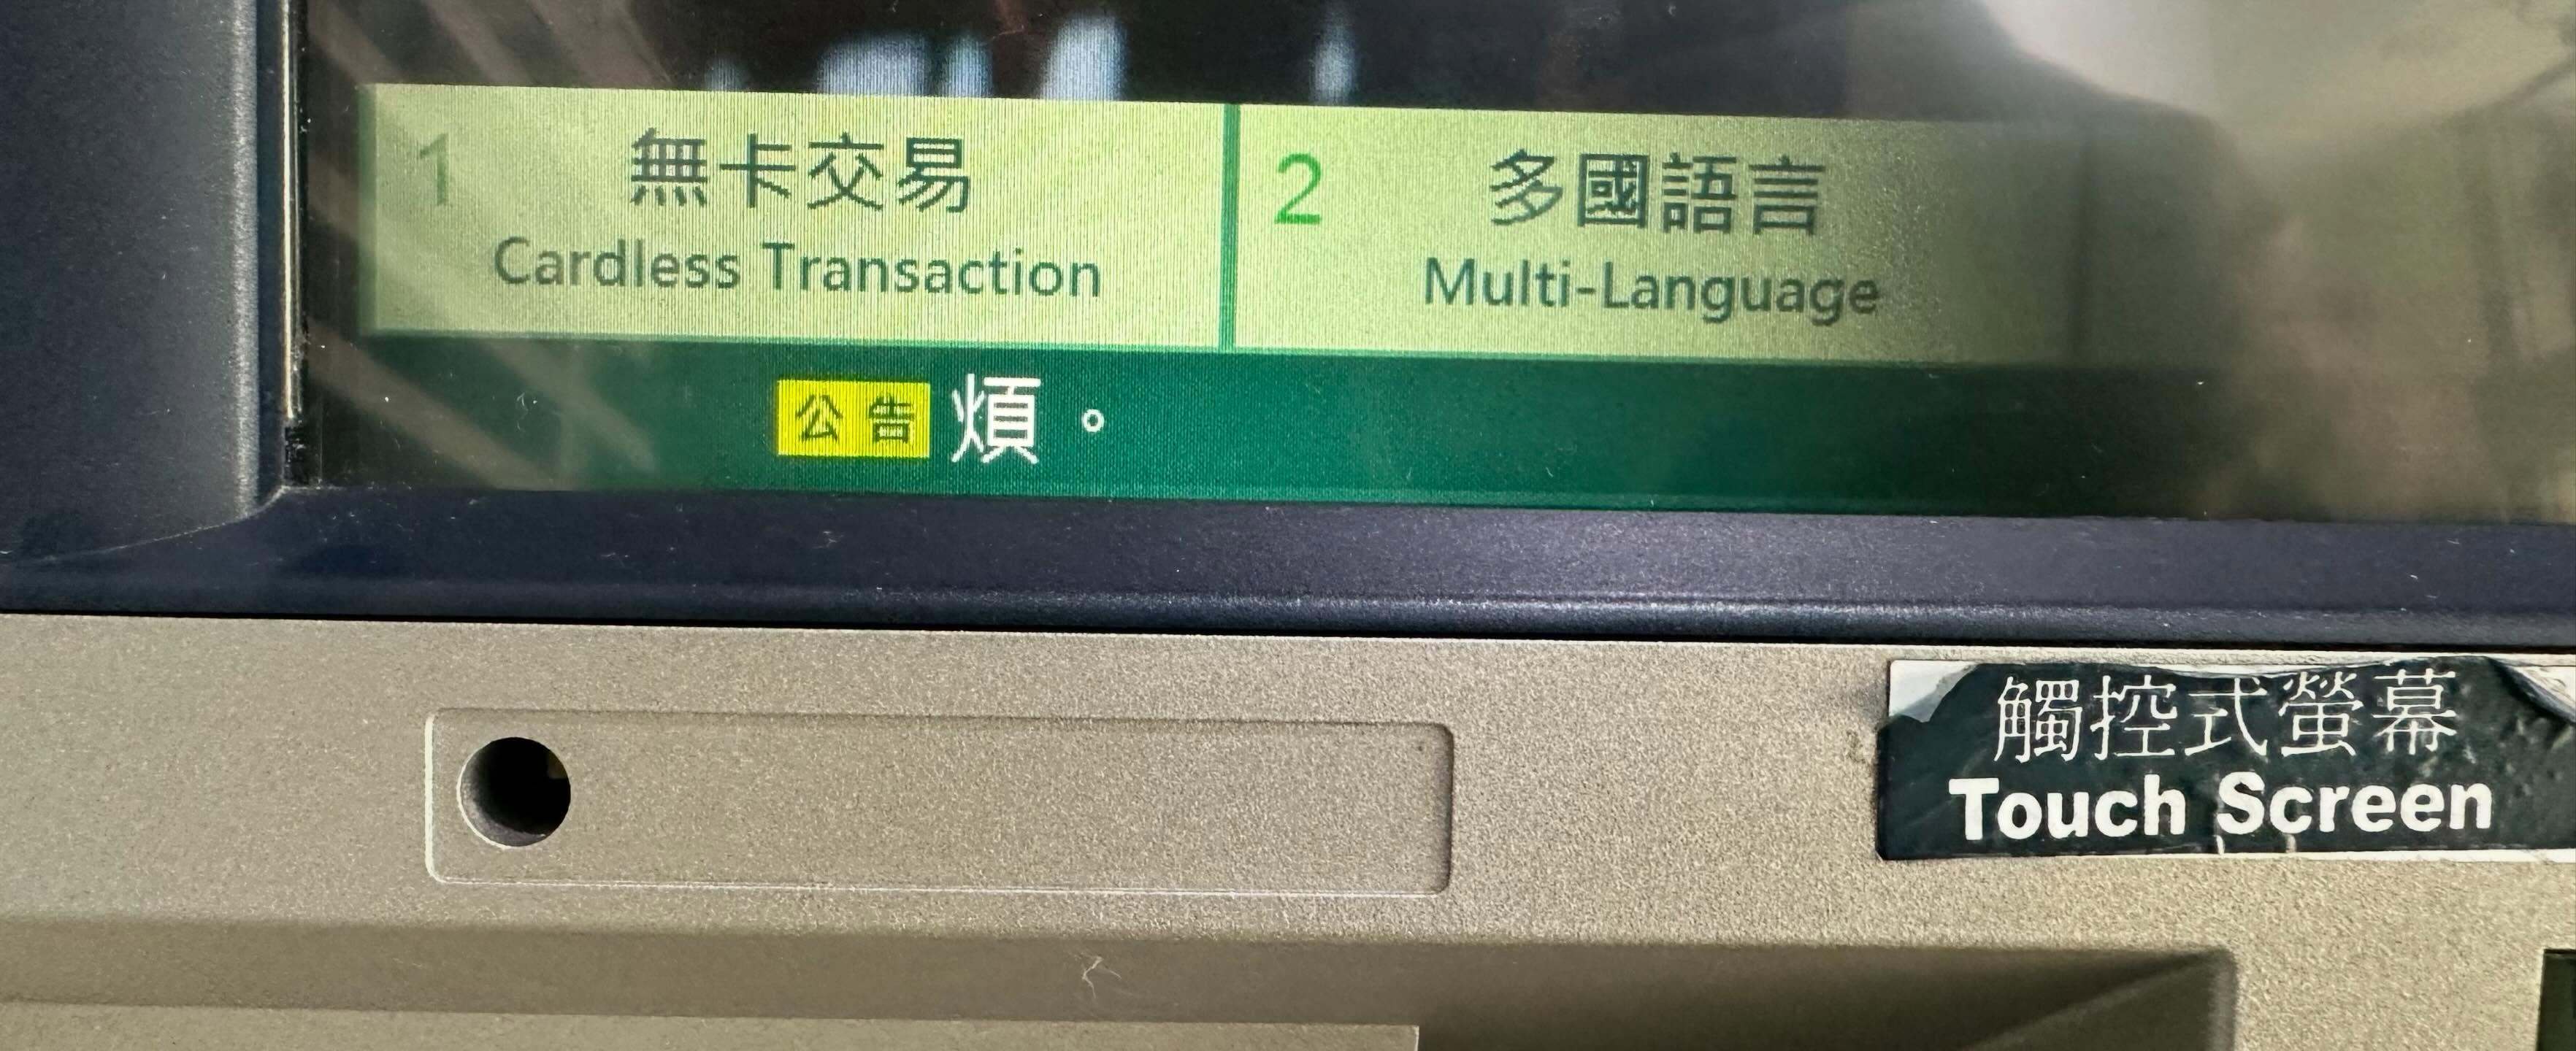 1 無卡交易
Cardless Transaction
2 多國語言
Multi-Language
公告 煩。
觸控式螢幕
Touch Screen